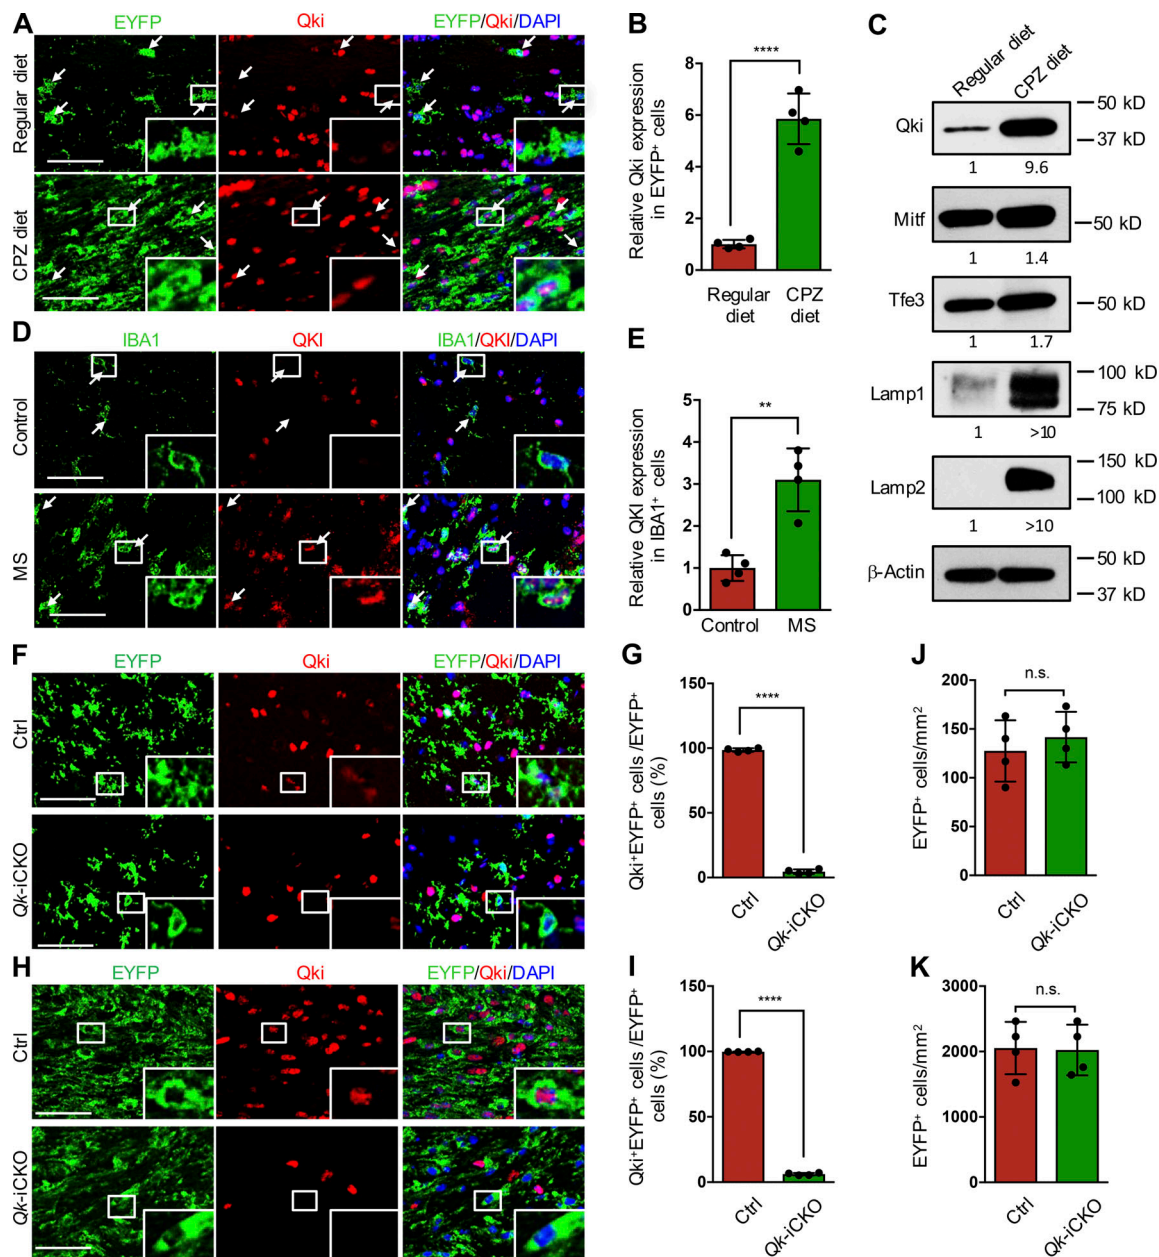 A
EYFP
Qki
EYFP/Qki/DAPI
Regular diet
CPZ diet
B
Relative Qki expression
in EYFP⁺ cells
8
6
4
2
0
****
Regular
diet
CPZ
diet
C
Regular diet
CPZ diet
Qki
50 kD
37 kD
1
9.6
Mitf
50 kD
1
1.4
Tfe3
50 kD
1
1.7
Lamp1
100 kD
75 kD
1
>10
Lamp2
150 kD
100 kD
1
>10
β-Actin
50 kD
37 kD
D
IBA1
QKI
IBA1/QKI/DAPI
Control
MS
E
Relative QKI expression
in IBA1⁺ cells
5
4
3
2
1
0
**
Control
MS
F
EYFP
Qki
EYFP/Qki/DAPI
Ctrl
Qk-iCKO
G
Qki⁺EYFP⁺ cells /EYFP⁺
cells (%)
150
100
50
0
****
Ctrl
Qk-iCKO
J
EYFP⁺ cells/mm²
200
150
100
50
0
n.s.
Ctrl
Qk-iCKO
H
EYFP
Qki
EYFP/Qki/DAPI
Ctrl
Qk-iCKO
I
Qki⁺EYFP⁺ cells /EYFP⁺
cells (%)
150
100
50
0
****
Ctrl
Qk-iCKO
K
EYFP⁺ cells/mm²
3000
2000
1000
0
n.s.
Ctrl
Qk-iCKO